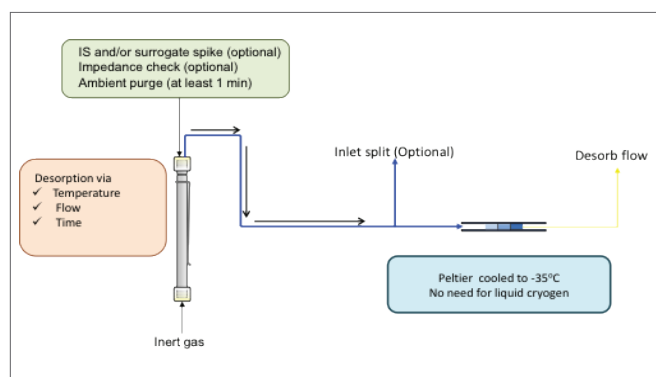 IS and/or surrogate spike (optional)
Impedance check (optional)
Ambient purge (at least 1 min)
Inlet split (Optional)
Desorb flow
Desorption via
✓ Temperature
✓ Flow
✓ Time
Peltier cooled to -35°C
No need for liquid cryogen
Inert gas